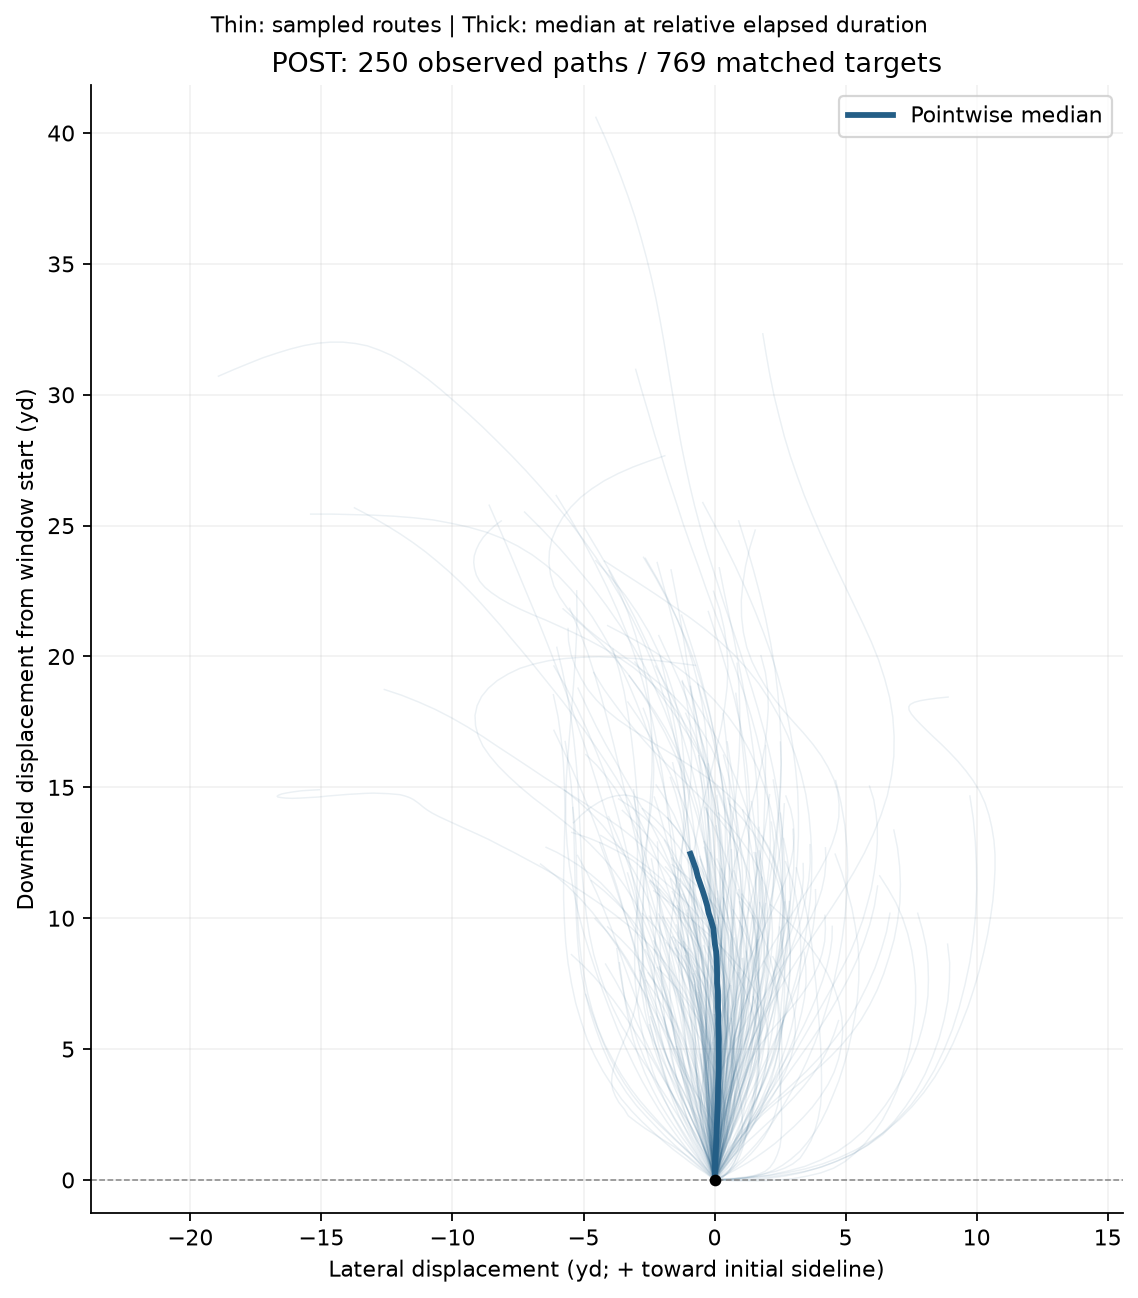 Thin: sampled routes | Thick: median at relative elapsed duration
POST: 250 observed paths / 769 matched targets
Pointwise median
40
35
30
25
20
15
10
5
0
Downfield displacement from window start (yd)
−20 −15 −10 −5 0 5 10 15
Lateral displacement (yd; + toward initial sideline)